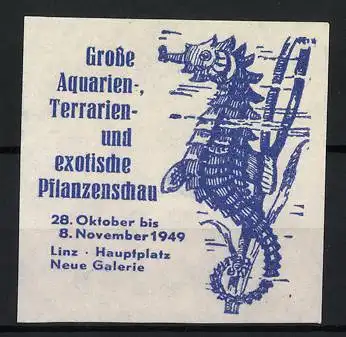 Große
Aquarien-,
Terrarien-
und
exotische
Pflanzenschau
28. Oktober bis
8. November 1949
Linz · Hauptplatz
Neue Galerie